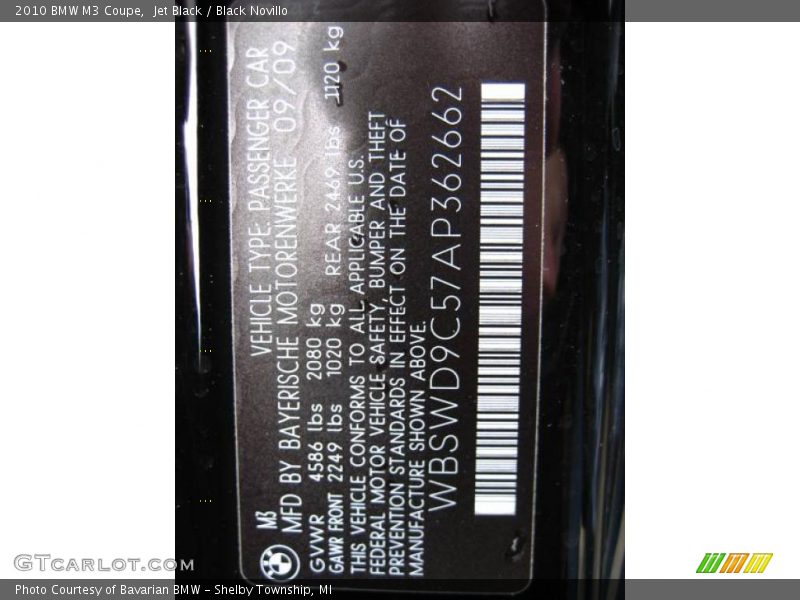 2010 BMW M3 Coupe,  Jet Black / Black Novillo
M3
VEHICLE TYPE: PASSENGER CAR
MFD BY BAYERISCHE MOTORENWERKE 09/09
GVWR 4586 lbs 2080 kg
GAWR FRONT 2249 lbs 1020 kg REAR 2469 lbs 1120 kg
THIS VEHICLE CONFORMS TO ALL APPLICABLE U.S.
FEDERAL MOTOR VEHICLE SAFETY, BUMPER AND THEFT
PREVENTION STANDARDS IN EFFECT ON THE DATE OF
MANUFACTURE SHOWN ABOVE.
WBSWD9C57AP362662
GTCarLot.com
Photo Courtesy of Bavarian BMW – Shelby Township, MI